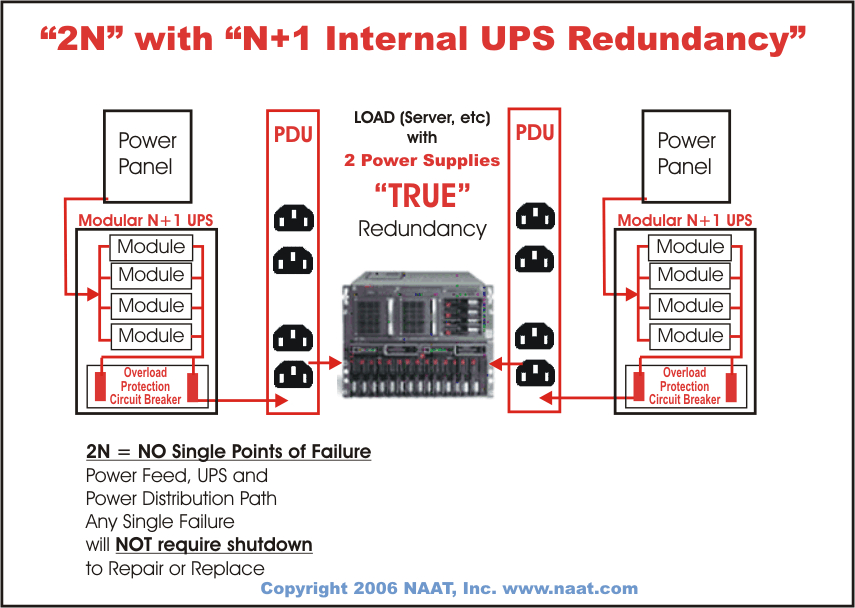 “2N” with “N+1 Internal UPS Redundancy”
Power
Panel
Modular N+1 UPS
Module
Module
Module
Module
Overload
Protection
Circuit Breaker
PDU
LOAD (Server, etc)
with
2 Power Supplies
“TRUE”
Redundancy
PDU
Power
Panel
Modular N+1 UPS
Module
Module
Module
Module
Overload
Protection
Circuit Breaker
2N = NO Single Points of Failure
Power Feed, UPS and
Power Distribution Path
Any Single Failure
will NOT require shutdown
to Repair or Replace
Copyright 2006 NAAT, Inc. www.naat.com